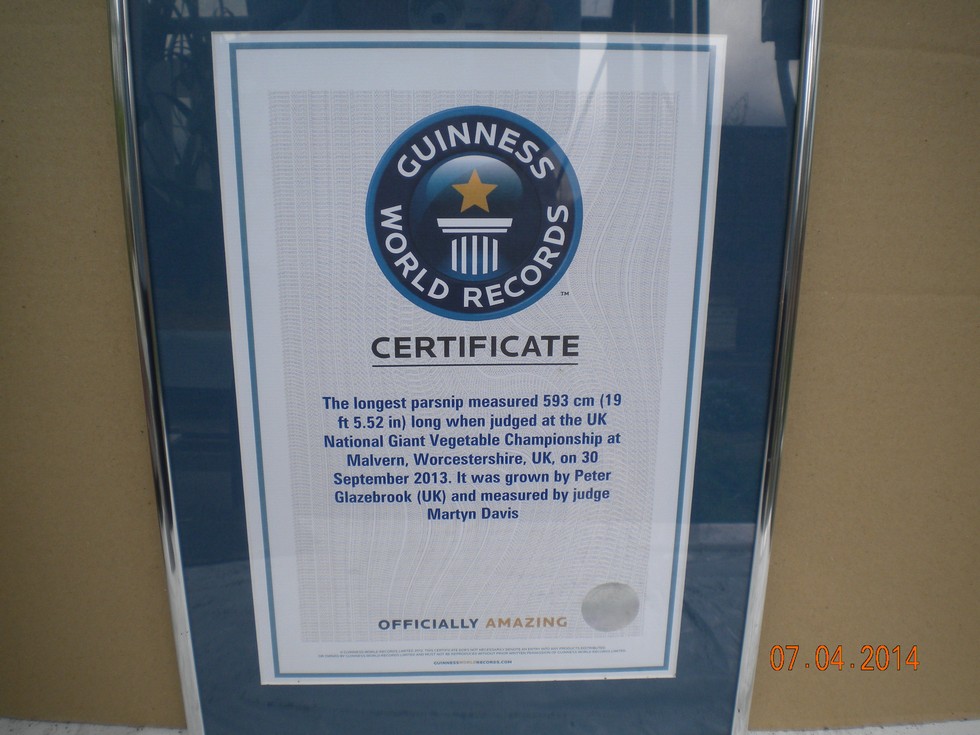 GUINNESS
WORLD RECORDS
™
CERTIFICATE
The longest parsnip measured 593 cm (19
ft 5.52 in) long when judged at the UK
National Giant Vegetable Championship at
Malvern, Worcestershire, UK, on 30
September 2013. It was grown by Peter
Glazebrook (UK) and measured by judge
Martyn Davis
OFFICIALLY AMAZING
GUINNESSWORLDRECORDS.COM
07.04.2014